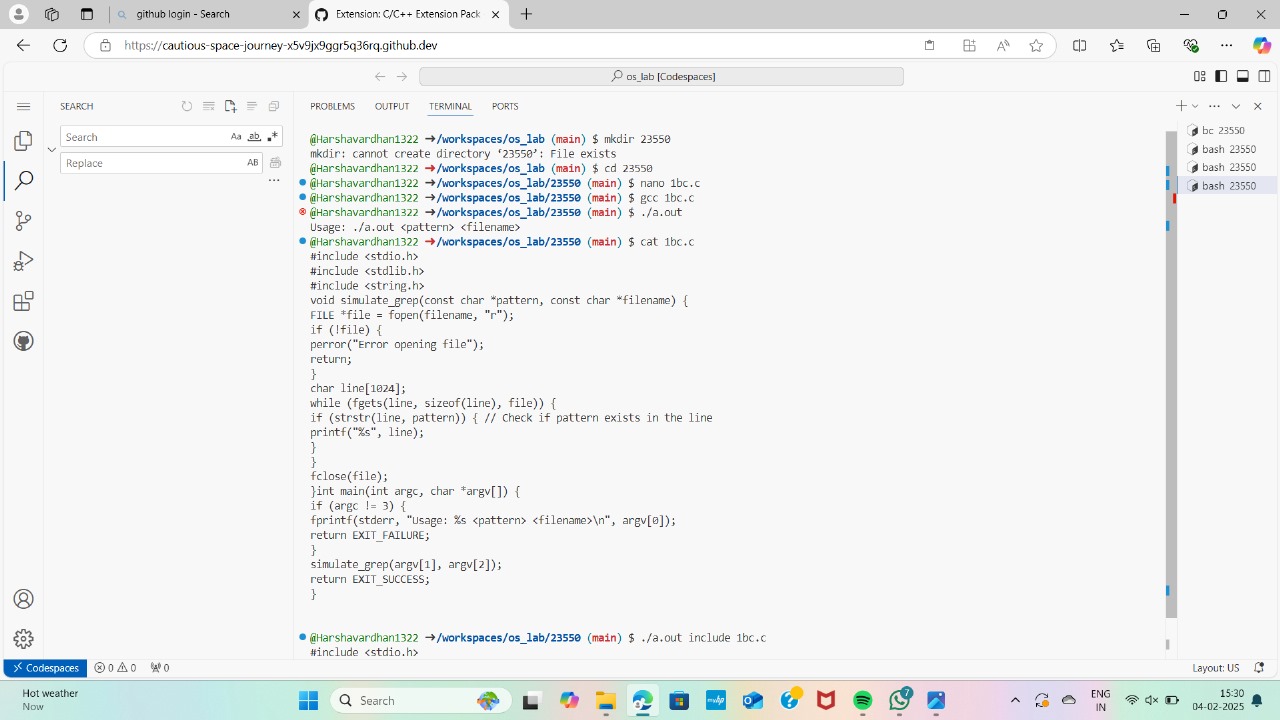 github login - Search
Extension: C/C++ Extension Pack
https://cautious-space-journey-x5v9jx9ggr5q36rq.github.dev
os_lab [Codespaces]
SEARCH
Search
Aa ab
Replace
AB
PROBLEMS OUTPUT TERMINAL PORTS
@Harshavardhan1322 ➜/workspaces/os_lab (main) $ mkdir 23550
mkdir: cannot create directory ‘23550’: File exists
@Harshavardhan1322 ➜/workspaces/os_lab (main) $ cd 23550
@Harshavardhan1322 ➜/workspaces/os_lab/23550 (main) $ nano 1bc.c
@Harshavardhan1322 ➜/workspaces/os_lab/23550 (main) $ gcc 1bc.c
@Harshavardhan1322 ➜/workspaces/os_lab/23550 (main) $ ./a.out
Usage: ./a.out <pattern> <filename>
@Harshavardhan1322 ➜/workspaces/os_lab/23550 (main) $ cat 1bc.c
#include <stdio.h>
#include <stdlib.h>
#include <string.h>
void simulate_grep(const char *pattern, const char *filename) {
FILE *file = fopen(filename, "r");
if (!file) {
perror("Error opening file");
return;
}
char line[1024];
while (fgets(line, sizeof(line), file)) {
if (strstr(line, pattern)) { // Check if pattern exists in the line
printf("%s", line);
}
}
fclose(file);
}int main(int argc, char *argv[]) {
if (argc != 3) {
fprintf(stderr, "Usage: %s <pattern> <filename>\n", argv[0]);
return EXIT_FAILURE;
}
simulate_grep(argv[1], argv[2]);
return EXIT_SUCCESS;
}
@Harshavardhan1322 ➜/workspaces/os_lab/23550 (main) $ ./a.out include 1bc.c
#include <stdio.h>
bc 23550
bash 23550
bash 23550
bash 23550
Codespaces
0 0
0
Layout: US
Hot weather
Now
Search
myhp
7
ENG
IN
15:30
04-02-2025